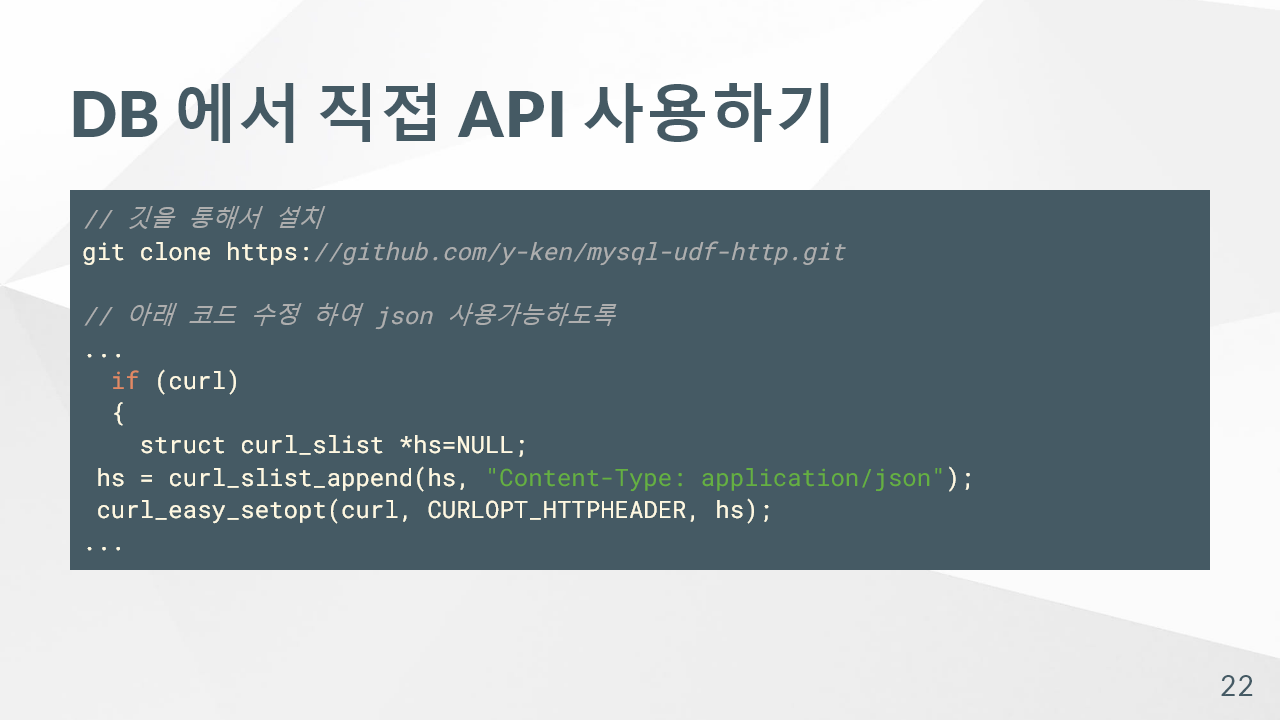 DB 에서 직접 API 사용하기
// 깃을 통해서 설치
git clone https://github.com/y-ken/mysql-udf-http.git
// 아래 코드 수정 하여 json 사용가능하도록
...
if (curl)
{
struct curl_slist *hs=NULL;
hs = curl_slist_append(hs, "Content-Type: application/json");
curl_easy_setopt(curl, CURLOPT_HTTPHEADER, hs);
...
22